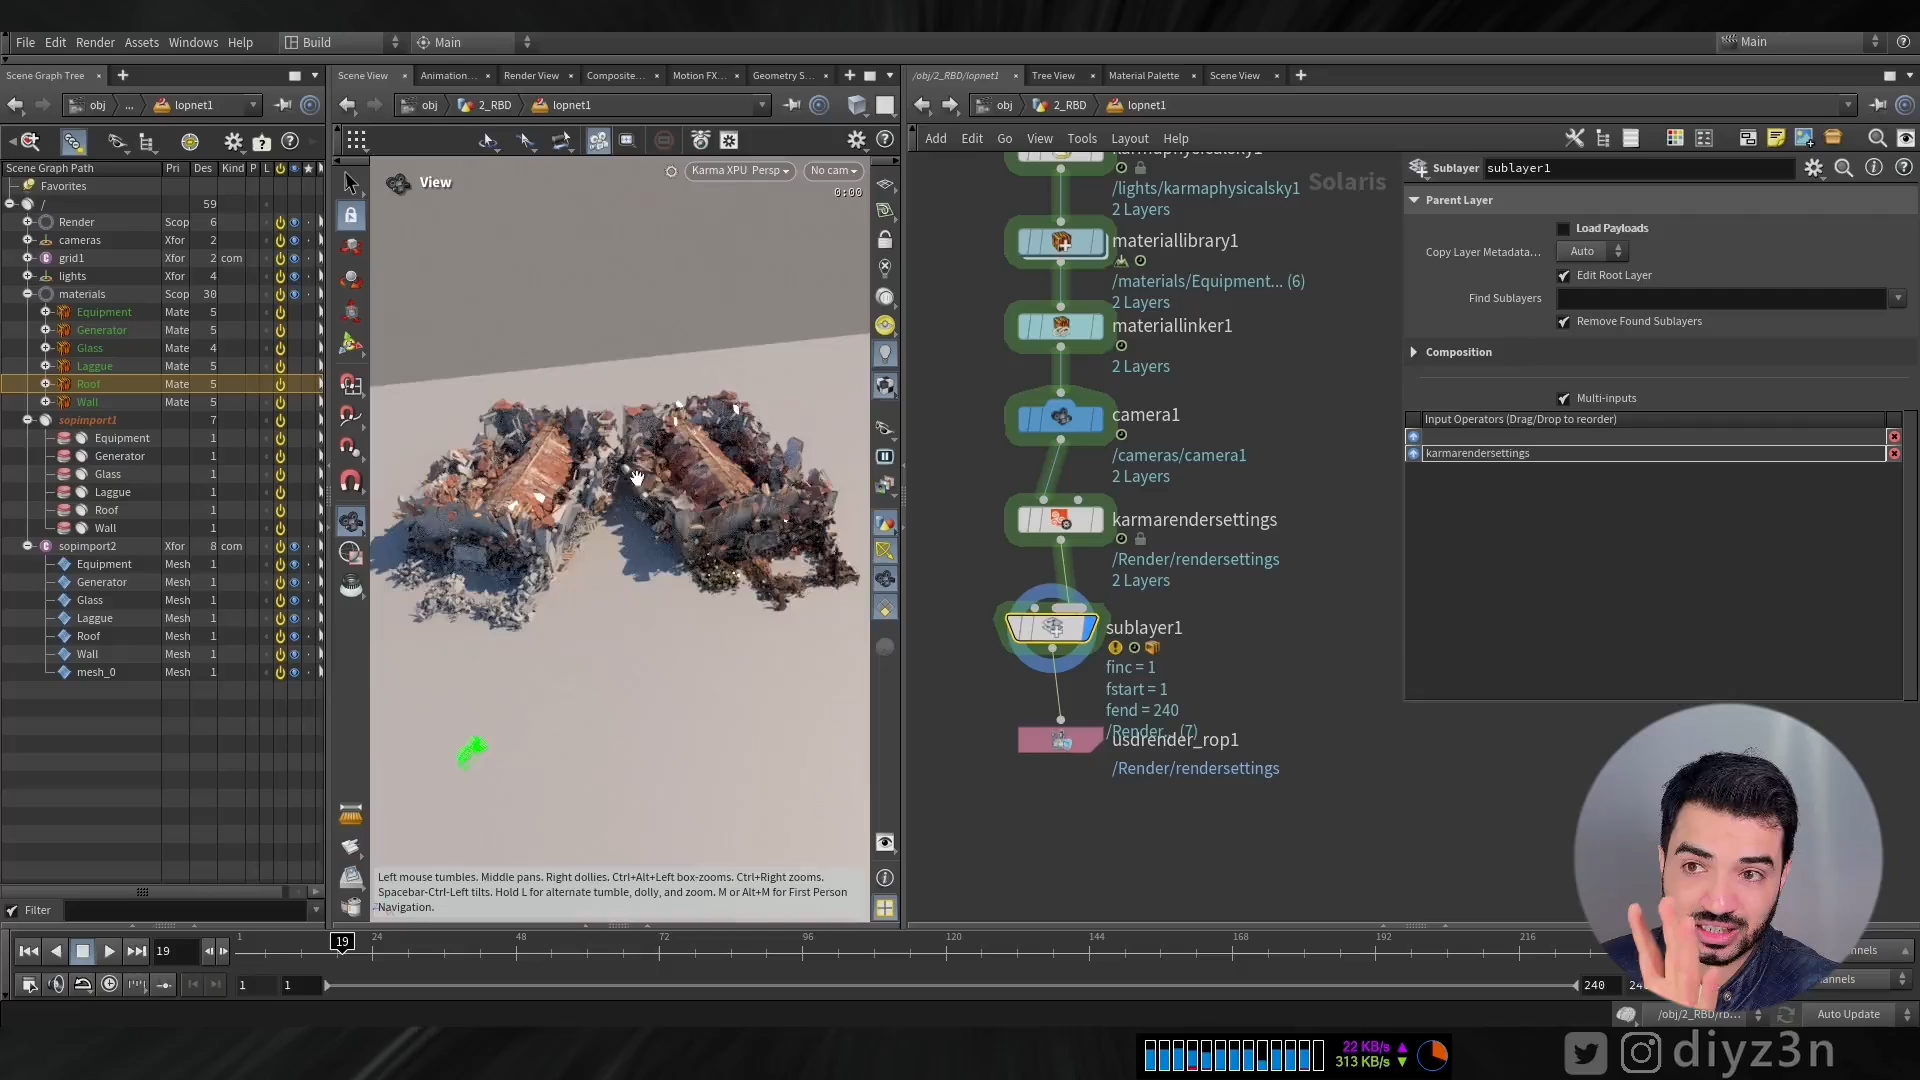 File Edit Render Assets Windows Help Build Main Main
Scene Graph Tree Scene View Animation... Render View Composite... Motion FX... Geometry S... /obj/2_RBD/lopnet1 Tree View Material Palette Scene View
obj ... lopnet1 obj 2_RBD lopnet1 obj 2_RBD lopnet1
Add Edit Go View Tools Layout Help
Scene Graph Path Pri Des Kind P L
Favorites
/ 59
Render Scop 6
cameras Xfor 2
grid1 Xfor 2 com
lights Xfor 4
materials Scop 30
Equipment Mate 5
Generator Mate 5
Glass Mate 4
Laggue Mate 5
Roof Mate 5
Wall Mate 5
sopimport1 7
Equipment 1
Generator 1
Glass 1
Laggue 1
Roof 1
Wall 1
sopimport2 Xfor 8 com
Equipment Mesh 1
Generator Mesh 1
Glass Mesh 1
Laggue Mesh 1
Roof Mesh 1
Wall Mesh 1
mesh_0 Mesh 1
Filter
View
Karma XPU Persp
No cam
0:00
Left mouse tumbles. Middle pans. Right dollies. Ctrl+Alt+Left box-zooms. Ctrl+Right zooms.
Spacebar-Ctrl-Left tilts. Hold L for alternate tumble, dolly, and zoom. M or Alt+M for First Person
Navigation.
Solaris
karmaphysicalsky1
/lights/karmaphysicalsky1
2 Layers
materiallibrary1
/materials/Equipment... (6)
2 Layers
materiallinker1
2 Layers
camera1
/cameras/camera1
2 Layers
karmarendersettings
/Render/rendersettings
2 Layers
sublayer1
finc = 1
fstart = 1
fend = 240
/Render... (7)
usdrender_rop1
/Render/rendersettings
Sublayer sublayer1
Parent Layer
Load Payloads
Copy Layer Metadata... Auto
Edit Root Layer
Find Sublayers
Remove Found Sublayers
Composition
Multi-inputs
Input Operators (Drag/Drop to reorder)
karmarendersettings
19 1 19 24 48 72 96 120 144 168 192 216
1 1 240
Auto Update
22 KB/s
313 KB/s
diyz3n